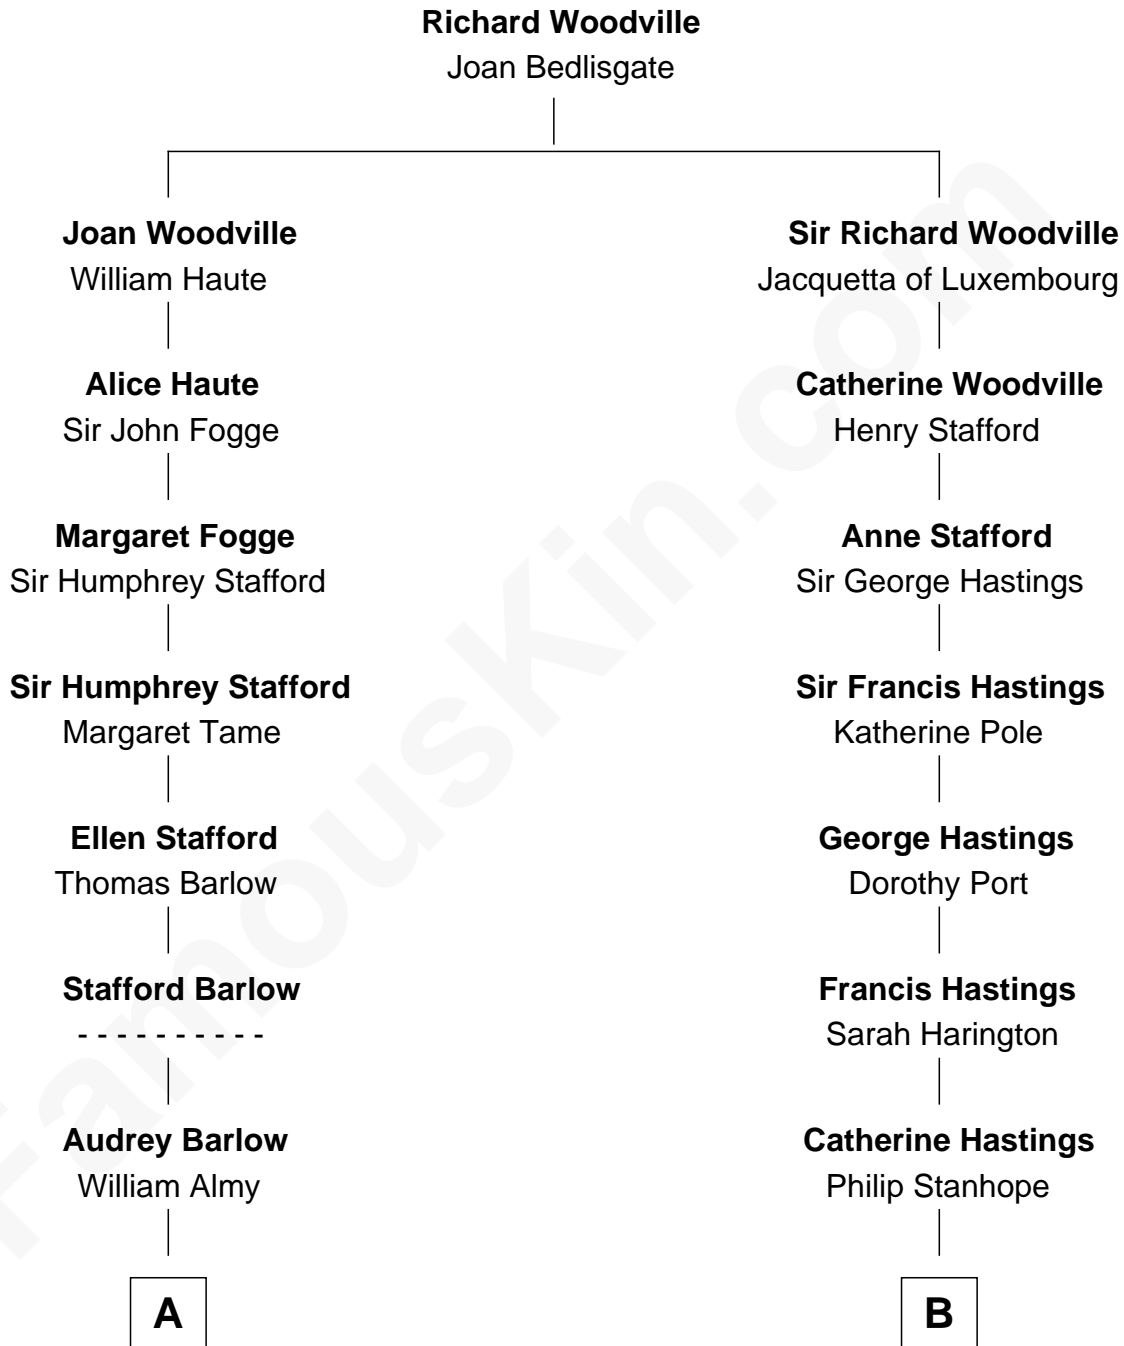 Richard Woodville
Joan Bedlisgate
Joan Woodville
William Haute
Sir Richard Woodville
Jacquetta of Luxembourg
Alice Haute
Sir John Fogge
Catherine Woodville
Henry Stafford
Margaret Fogge
Sir Humphrey Stafford
Anne Stafford
Sir George Hastings
Sir Humphrey Stafford
Margaret Tame
Sir Francis Hastings
Katherine Pole
Ellen Stafford
Thomas Barlow
George Hastings
Dorothy Port
Stafford Barlow
- - - - - - - - - -
Francis Hastings
Sarah Harington
Audrey Barlow
William Almy
Catherine Hastings
Philip Stanhope
A
B
FamousKin.com